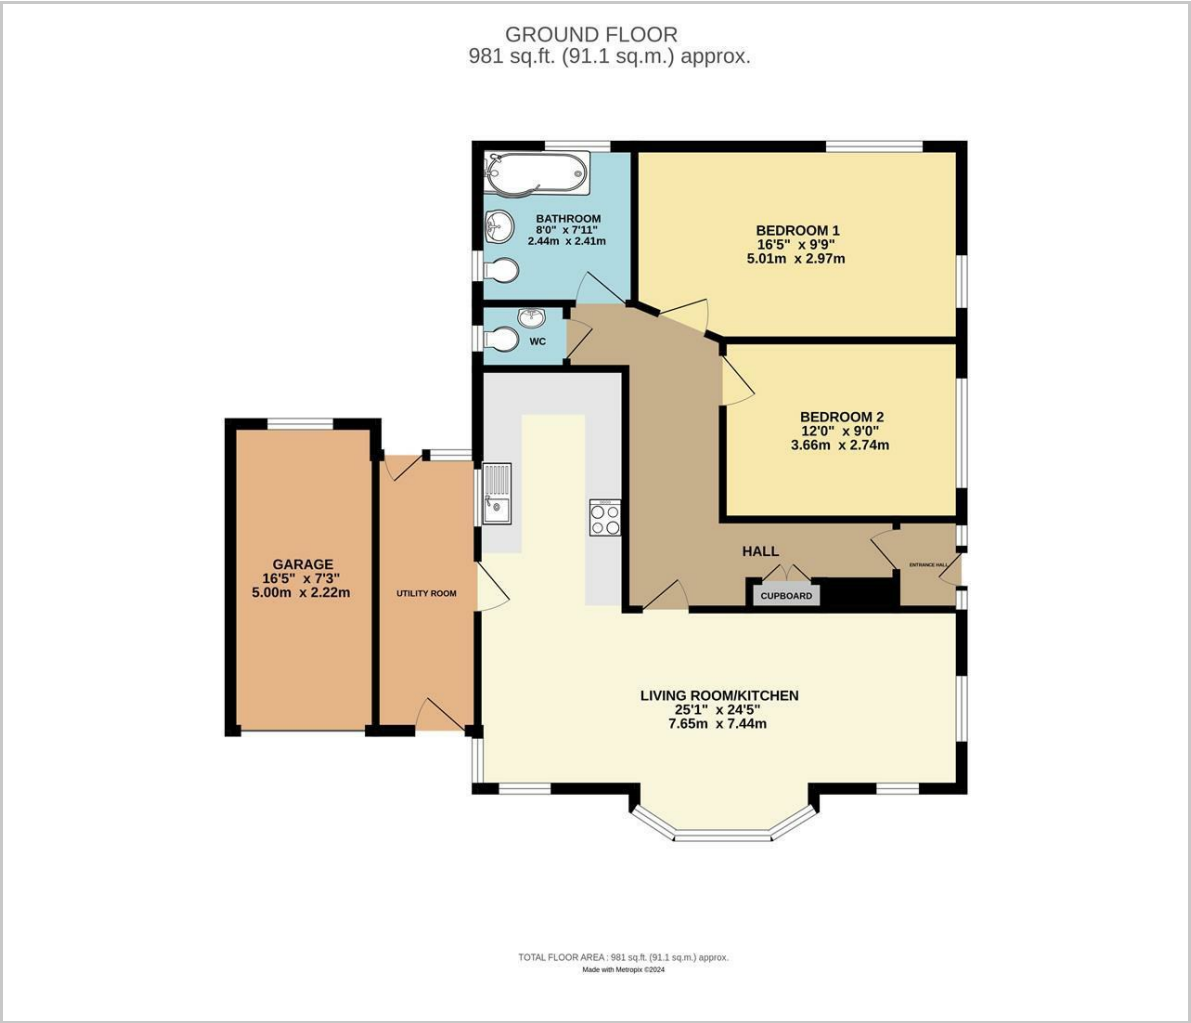 GROUND FLOOR
981 sq.ft. (91.1 sq.m.) approx.
BATHROOM
8'0" x 7'11"
2.44m x 2.41m
BEDROOM 1
16'5" x 9'9"
5.01m x 2.97m
WC
BEDROOM 2
12'0" x 9'0"
3.66m x 2.74m
HALL
ENTRANCE HALL
GARAGE
16'5" x 7'3"
5.00m x 2.22m
UTILITY ROOM
CUPBOARD
LIVING ROOM/KITCHEN
25'1" x 24'5"
7.65m x 7.44m
TOTAL FLOOR AREA : 981 sq.ft. (91.1 sq.m.) approx.
Made with Metropix ©2024